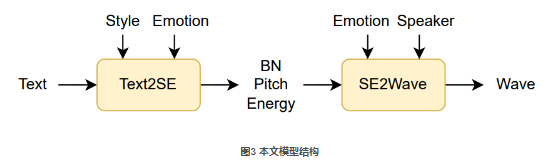 Style Emotion Emotion Speaker
Text Text2SE BN SE2Wave Wave
Pitch
Energy
图3 本文模型结构